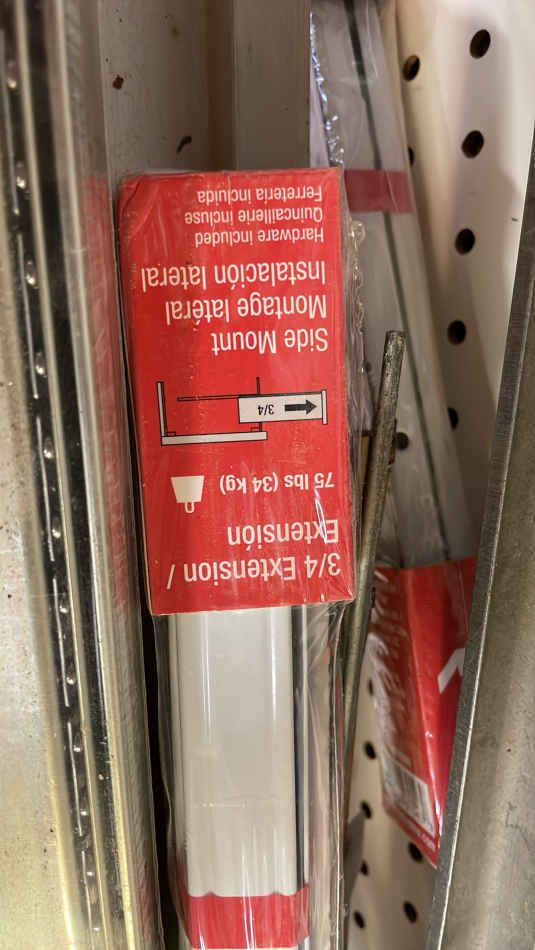 3/4 Extension /
Extensión
75 lbs (34 kg)
3/4
Side Mount
Montage latéral
Instalación lateral
Hardware included
Quincaillerie incluse
Ferretería incluida